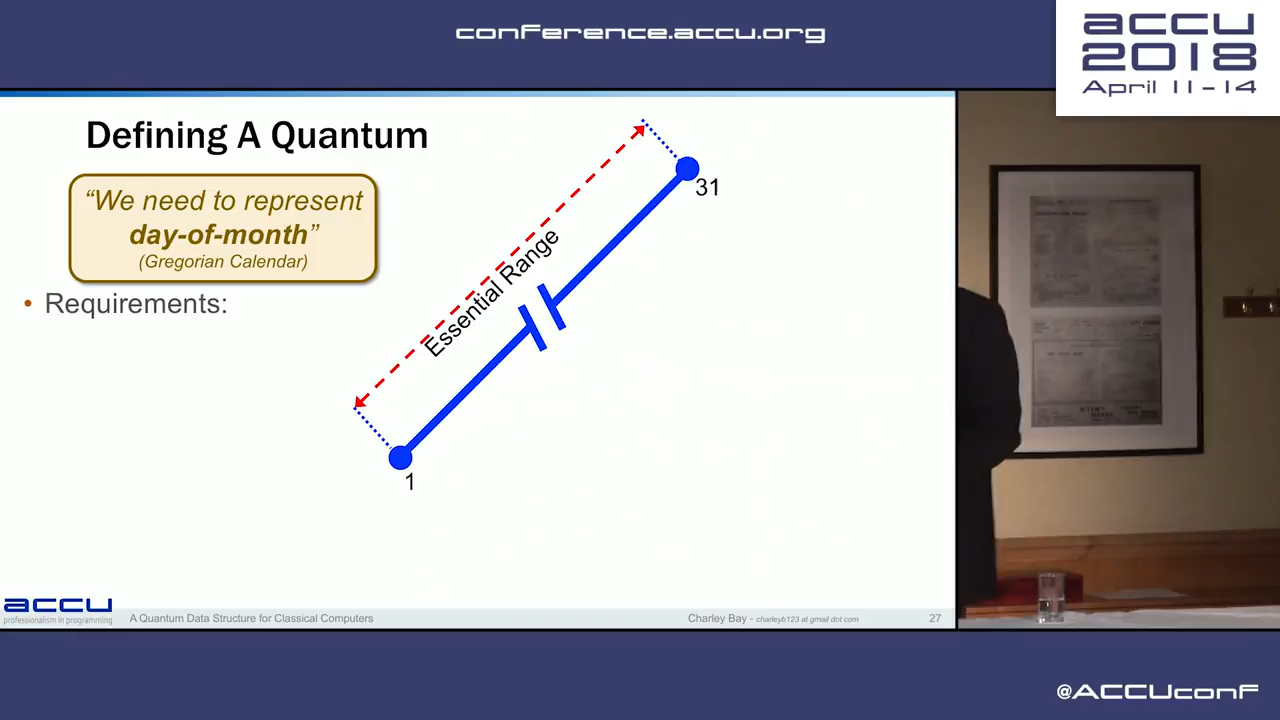 conference.accu.org
accu
2018
April 11-14
Defining A Quantum
“We need to represent
day-of-month”
(Gregorian Calendar)
• Requirements:
31
Essential Range
1
accu
professionalism in programming
A Quantum Data Structure for Classical Computers
Charley Bay - charleyb123 at gmail dot com
27
@ACCUconf